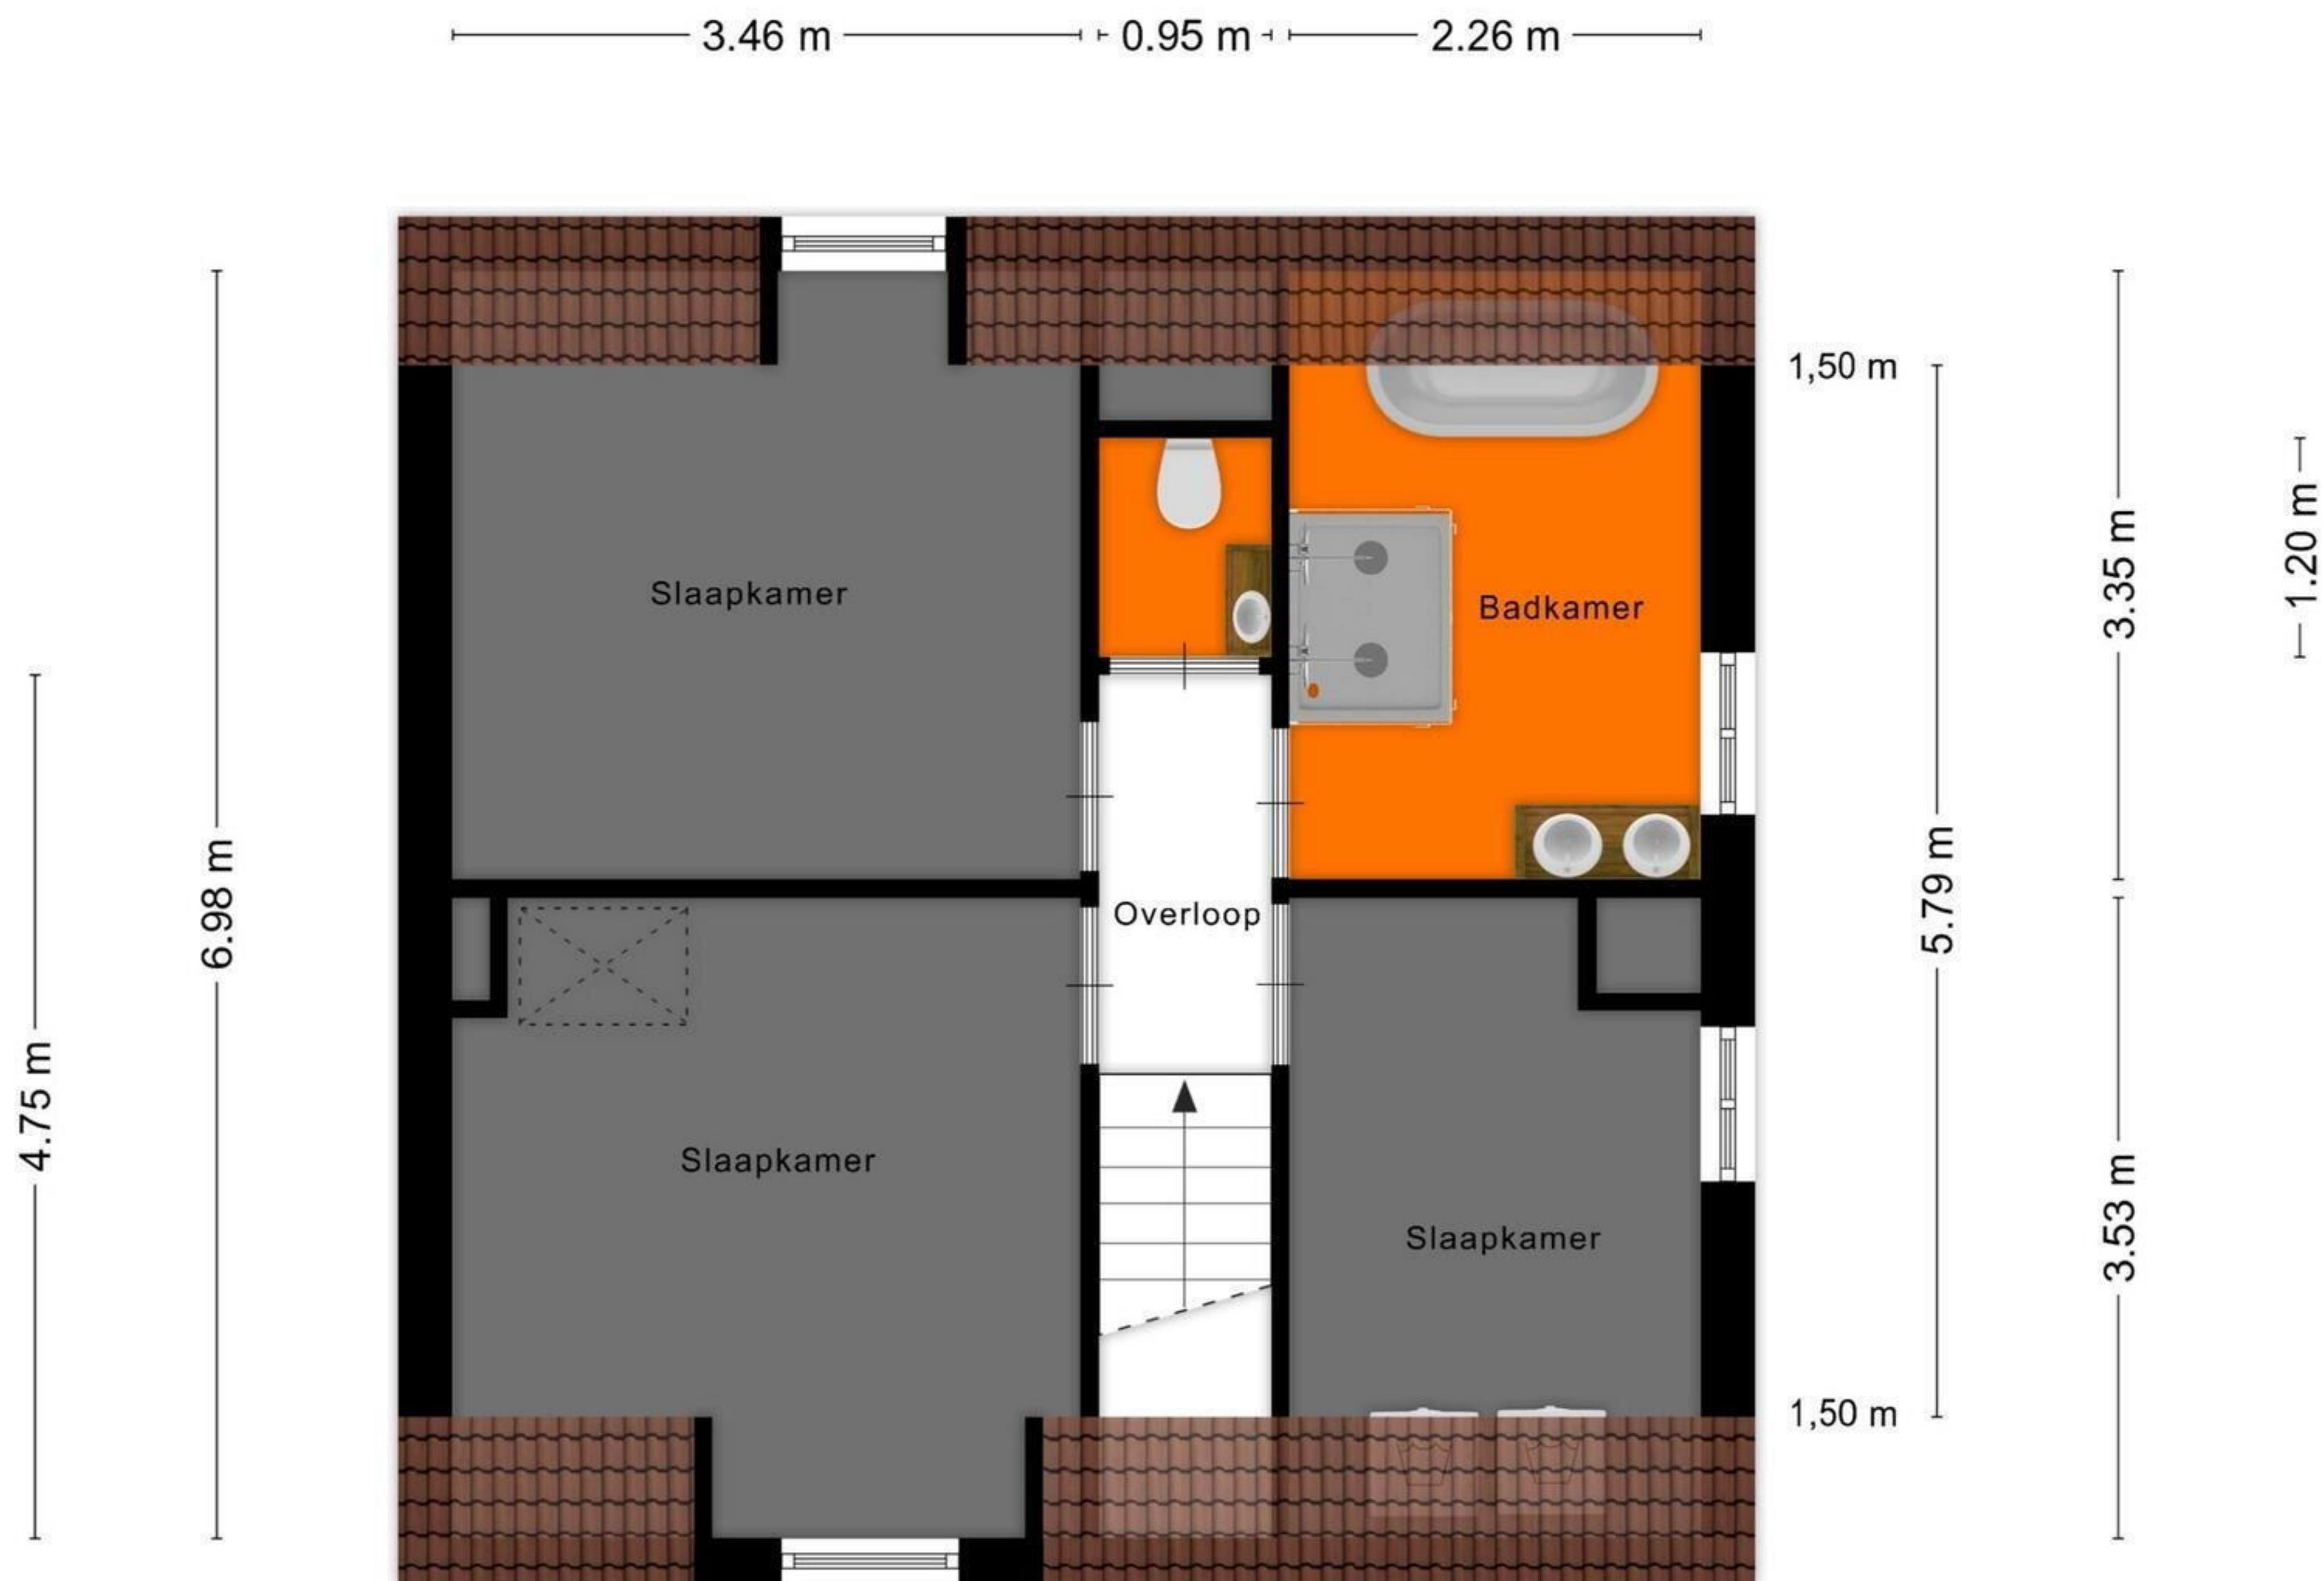 3.46 m
0.95 m
2.26 m
1,50 m
Slaapkamer
Badkamer
3.35 m
1.20 m
6.98 m
5.79 m
Overloop
4.75 m
Slaapkamer
Slaapkamer
3.53 m
1,50 m